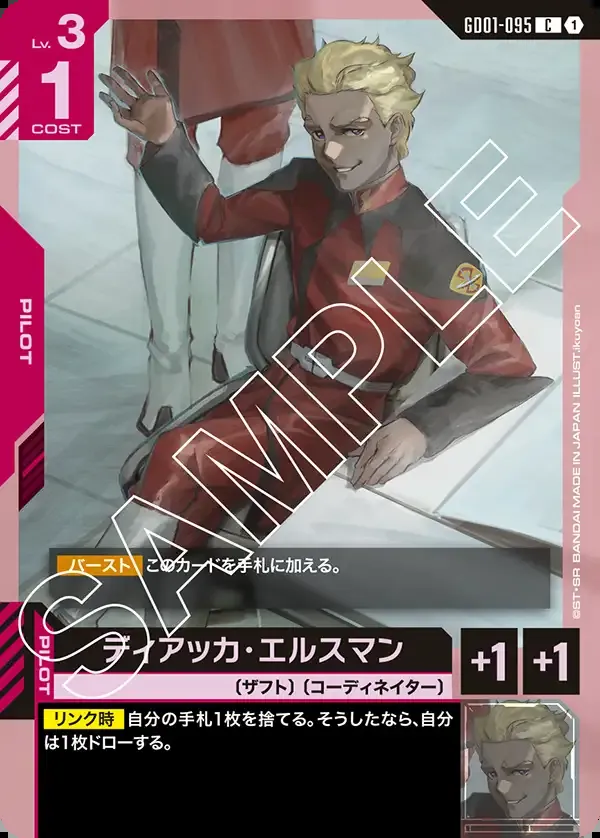 Lv. 3
1
COST
GD01-095 C 1
PILOT
©ST・SR BANDAI MADE IN JAPAN ILLUST.ikuyoan
SAMPLE
バースト このカードを手札に加える。
PILOT
ディアッカ・エルスマン
+1 +1
〔ザフト〕〔コーディネイター〕
リンク時 自分の手札1枚を捨てる。そうしたなら、自分
は1枚ドローする。